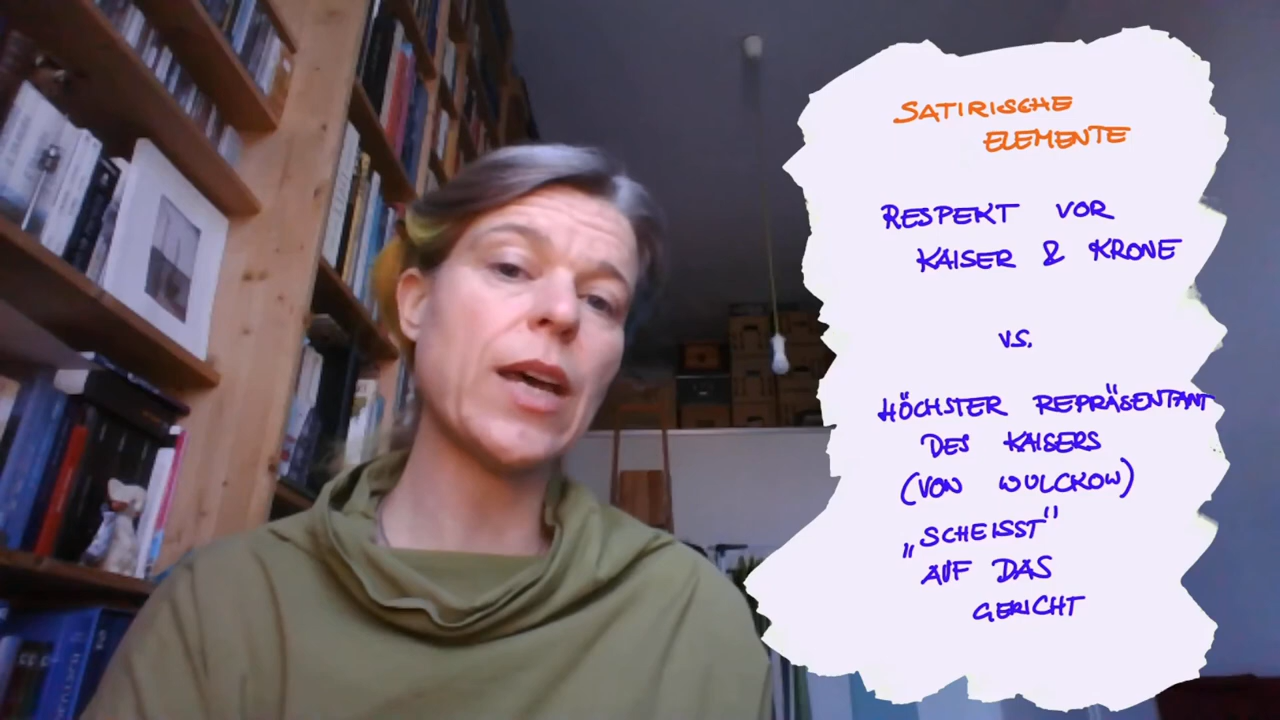 SATIRISCHE
ELEMENTE
RESPEKT VOR
KAISER & KRONE
VS.
HÖCHSTER REPRÄSENTANT
DES KAISERS
(VON WULCKOW)
„SCHEISST"
AUF DAS
GERICHT